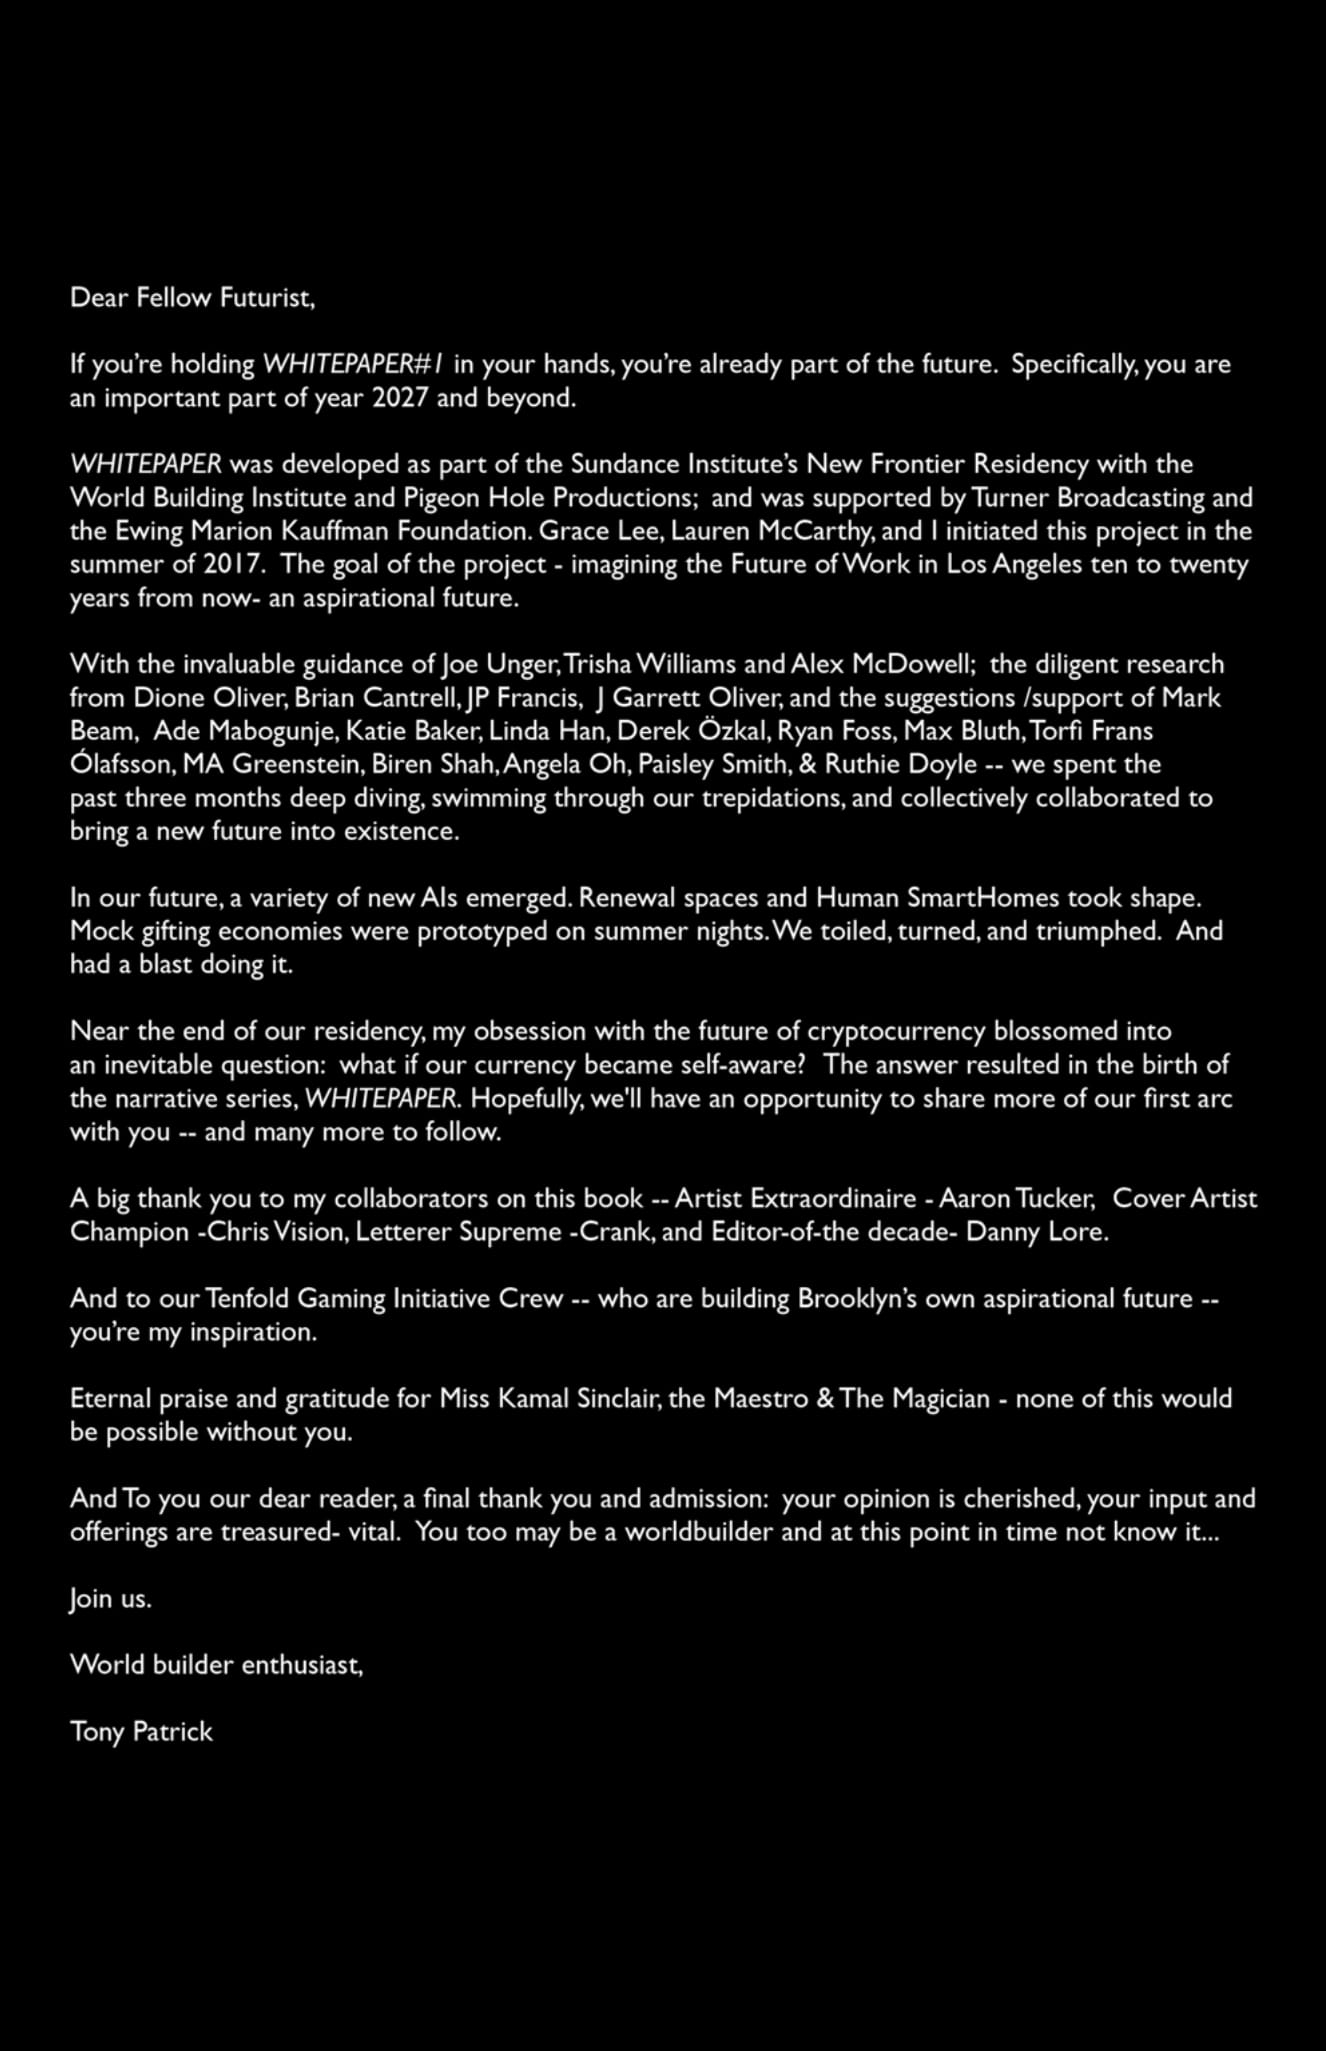 Dear Fellow Futurist,
If you’re holding WHITEPAPER#1 in your hands, you’re already part of the future. Specifically, you are
an important part of year 2027 and beyond.
WHITEPAPER was developed as part of the Sundance Institute’s New Frontier Residency with the
World Building Institute and Pigeon Hole Productions; and was supported by Turner Broadcasting and
the Ewing Marion Kauffman Foundation. Grace Lee, Lauren McCarthy, and I initiated this project in the
summer of 2017. The goal of the project - imagining the Future of Work in Los Angeles ten to twenty
years from now- an aspirational future.
With the invaluable guidance of Joe Unger, Trisha Williams and Alex McDowell; the diligent research
from Dione Oliver, Brian Cantrell, JP Francis, J Garrett Oliver, and the suggestions /support of Mark
Beam, Ade Mabogunje, Katie Baker, Linda Han, Derek Özkal, Ryan Foss, Max Bluth, Torfi Frans
Ólafsson, MA Greenstein, Biren Shah, Angela Oh, Paisley Smith, & Ruthie Doyle -- we spent the
past three months deep diving, swimming through our trepidations, and collectively collaborated to
bring a new future into existence.
In our future, a variety of new AIs emerged. Renewal spaces and Human SmartHomes took shape.
Mock gifting economies were prototyped on summer nights. We toiled, turned, and triumphed. And
had a blast doing it.
Near the end of our residency, my obsession with the future of cryptocurrency blossomed into
an inevitable question: what if our currency became self-aware? The answer resulted in the birth of
the narrative series, WHITEPAPER. Hopefully, we'll have an opportunity to share more of our first arc
with you -- and many more to follow.
A big thank you to my collaborators on this book -- Artist Extraordinaire - Aaron Tucker, Cover Artist
Champion -Chris Vision, Letterer Supreme -Crank, and Editor-of-the decade- Danny Lore.
And to our Tenfold Gaming Initiative Crew -- who are building Brooklyn’s own aspirational future --
you’re my inspiration.
Eternal praise and gratitude for Miss Kamal Sinclair, the Maestro & The Magician - none of this would
be possible without you.
And To you our dear reader, a final thank you and admission: your opinion is cherished, your input and
offerings are treasured- vital. You too may be a worldbuilder and at this point in time not know it...
Join us.
World builder enthusiast,
Tony Patrick